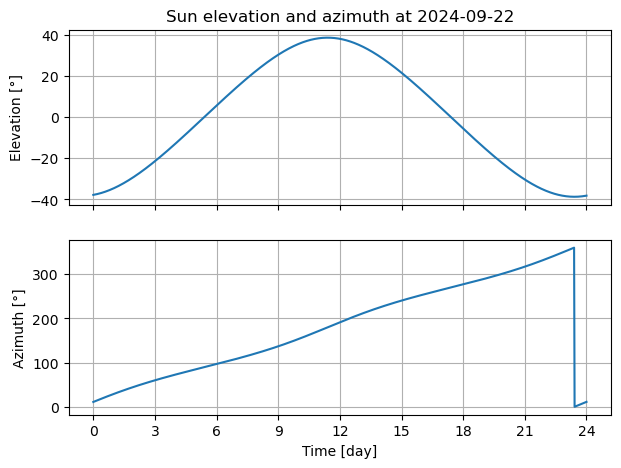 Sun elevation and azimuth at 2024-09-22
40
20
0
−20
−40
Elevation [°]
300
200
100
0
Azimuth [°]
0 3 6 9 12 15 18 21 24
Time [day]